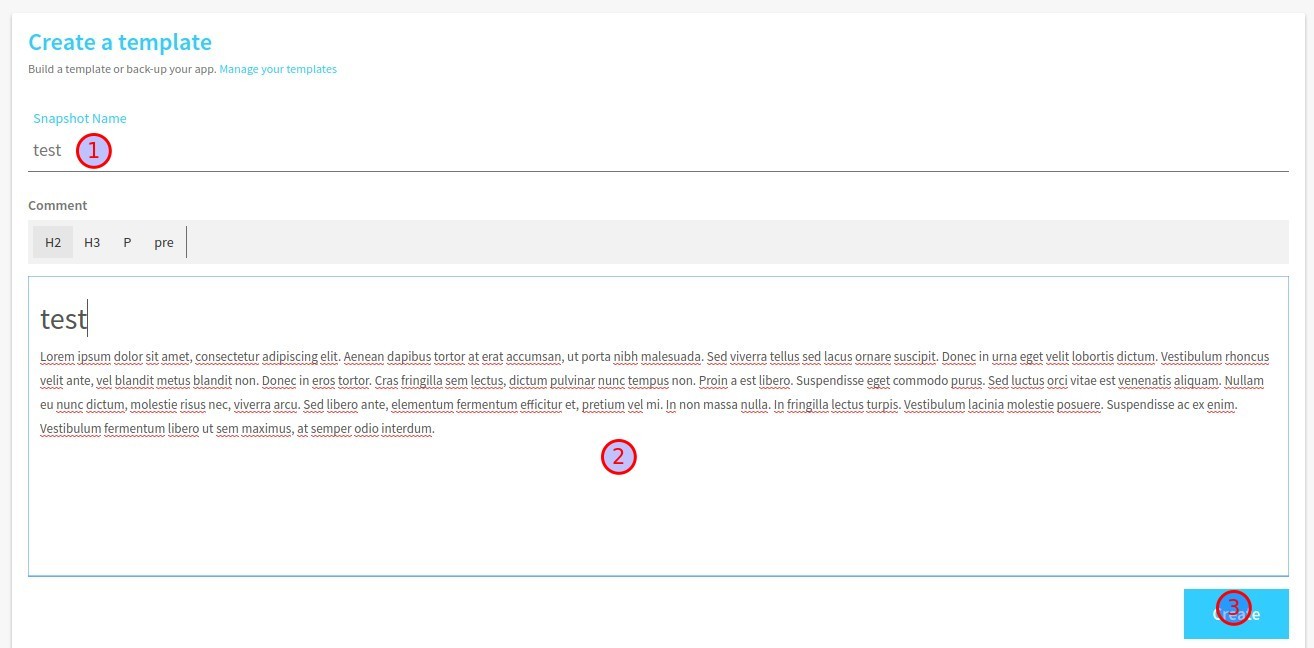 Create a template
Build a template or back-up your app. Manage your templates
Snapshot Name
test 1
Comment
H2 H3 P pre
test
Lorem ipsum dolor sit amet, consectetur adipiscing elit. Aenean dapibus tortor at erat accumsan, ut porta nibh malesuada. Sed viverra tellus sed lacus ornare suscipit. Donec in urna eget velit lobortis dictum. Vestibulum rhoncus
velit ante, vel blandit metus blandit non. Donec in eros tortor. Cras fringilla sem lectus, dictum pulvinar nunc tempus non. Proin a est libero. Suspendisse eget commodo purus. Sed luctus orci vitae est venenatis aliquam. Nullam
eu nunc dictum, molestie risus nec, viverra arcu. Sed libero ante, elementum fermentum efficitur et, pretium vel mi. In non massa nulla. In fringilla lectus turpis. Vestibulum lacinia molestie posuere. Suspendisse ac ex enim.
Vestibulum fermentum libero ut sem maximus, at semper odio interdum.
2
Create
3